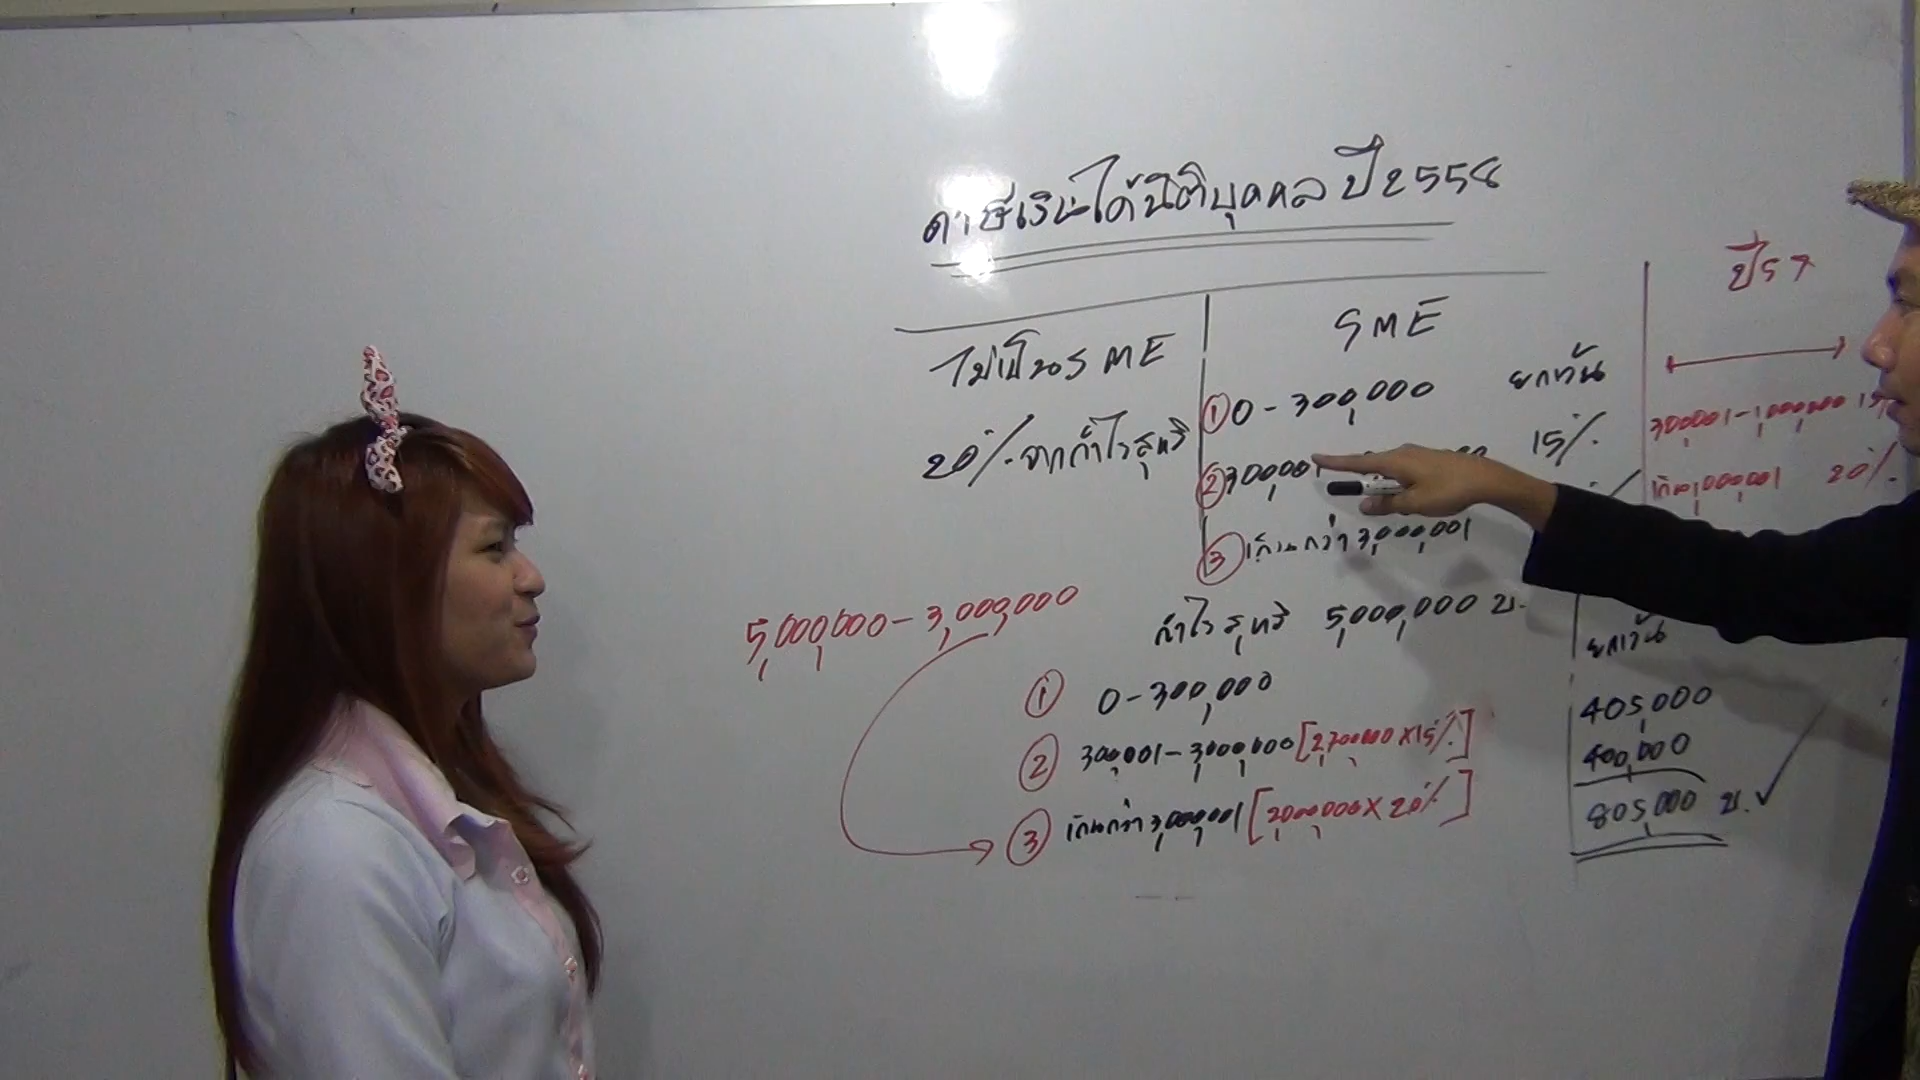 ภาษีเงินได้นิติบุคคล ปี 2558
ไม่เป็น SME
20% จากกำไรสุทธิ
SME
① 0 - 300,000 ยกเว้น
② 300,001 15%
③ เกินกว่า 3,000,001
ปี 57
300,001 - 1,000,000 15%
เกิน 1,000,001 20%
กำไรสุทธิ 5,000,000 บ.
5,000,000 - 3,000,000
① 0 - 300,000 ยกเว้น
② 300,001 - 3,000,000 [2,700,000 x 15%] 405,000
③ เกินกว่า 3,000,001 [2,000,000 x 20%] 400,000
805,000 บ. ✓